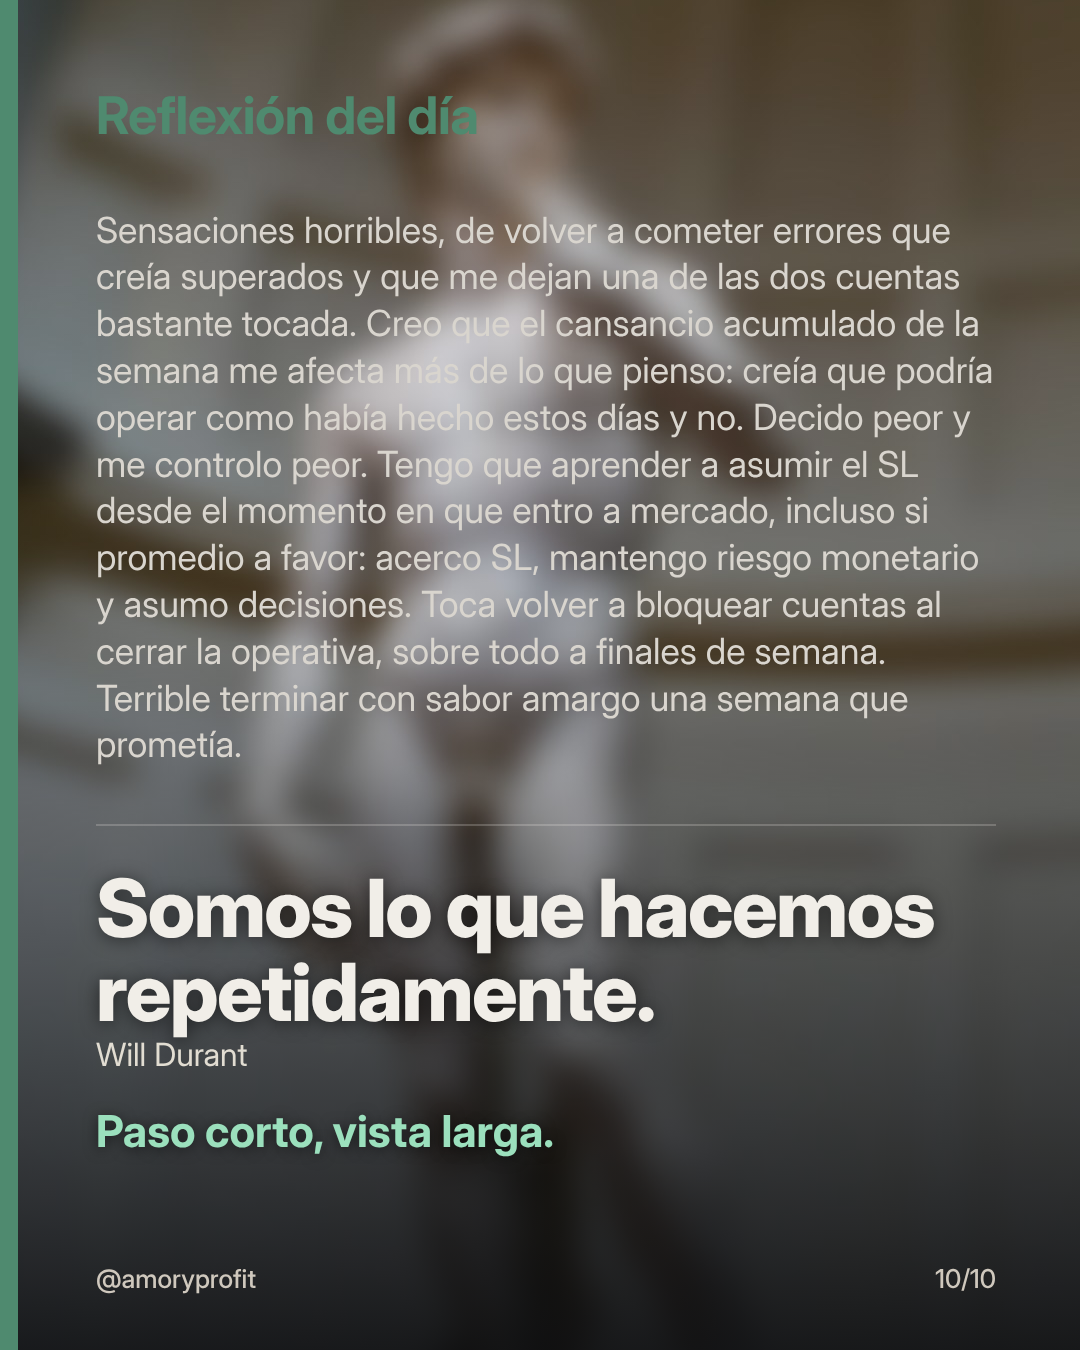 Reflexión del día
Sensaciones horribles, de volver a cometer errores que
creía superados y que me dejan una de las dos cuentas
bastante tocada. Creo que el cansancio acumulado de la
semana me afecta más de lo que pienso: creía que podría
operar como había hecho estos días y no. Decido peor y
me controlo peor. Tengo que aprender a asumir el SL
desde el momento en que entro a mercado, incluso si
promedio a favor: acerco SL, mantengo riesgo monetario
y asumo decisiones. Toca volver a bloquear cuentas al
cerrar la operativa, sobre todo a finales de semana.
Terrible terminar con sabor amargo una semana que
prometía.
Somos lo que hacemos
repetidamente.
Will Durant
Paso corto, vista larga.
@amoryprofit
10/10